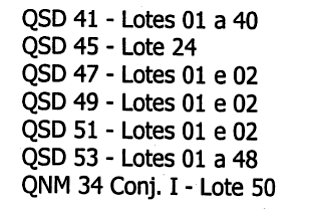 QSD 41 - Lotes 01 a 40
QSD 45 - Lote 24
QSD 47 - Lotes 01 e 02
QSD 49 - Lotes 01 e 02
QSD 51 - Lotes 01 e 02
QSD 53 - Lotes 01 a 48
QNM 34 Conj. I - Lote 50